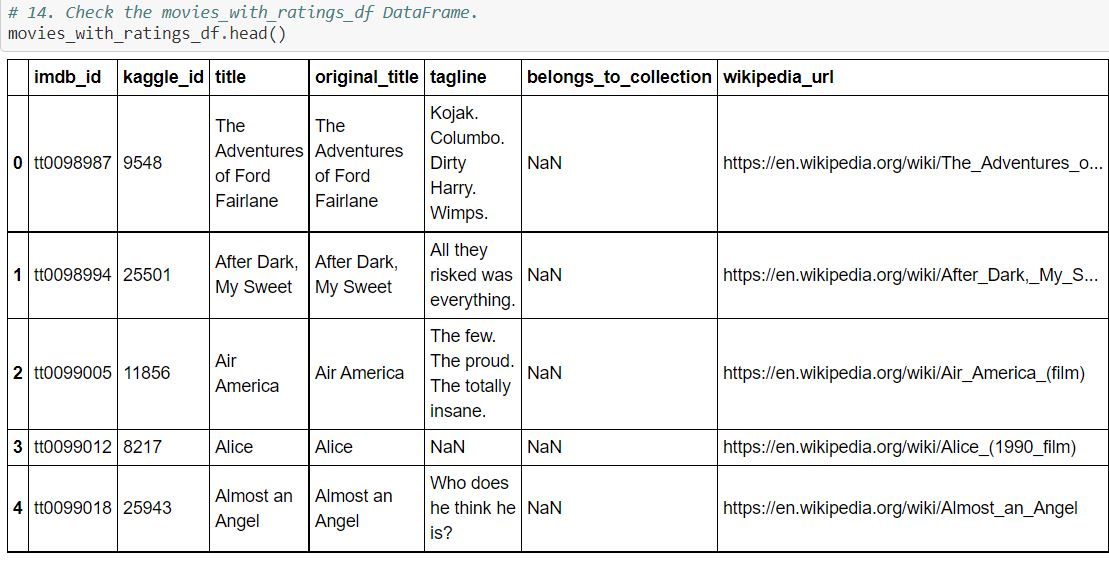 # 14. Check the movies_with_ratings_df DataFrame.
movies_with_ratings_df.head()
imdb_id kaggle_id title original_title tagline belongs_to_collection wikipedia_url
0 tt0098987 9548 The Adventures of Ford Fairlane The Adventures of Ford Fairlane Kojak. Columbo. Dirty Harry. Wimps. NaN https://en.wikipedia.org/wiki/The_Adventures_o...
1 tt0098994 25501 After Dark, My Sweet After Dark, My Sweet All they risked was everything. NaN https://en.wikipedia.org/wiki/After_Dark,_My_S...
2 tt0099005 11856 Air America Air America The few. The proud. The totally insane. NaN https://en.wikipedia.org/wiki/Air_America_(film)
3 tt0099012 8217 Alice Alice NaN NaN https://en.wikipedia.org/wiki/Alice_(1990_film)
4 tt0099018 25943 Almost an Angel Almost an Angel Who does he think he is? NaN https://en.wikipedia.org/wiki/Almost_an_Angel